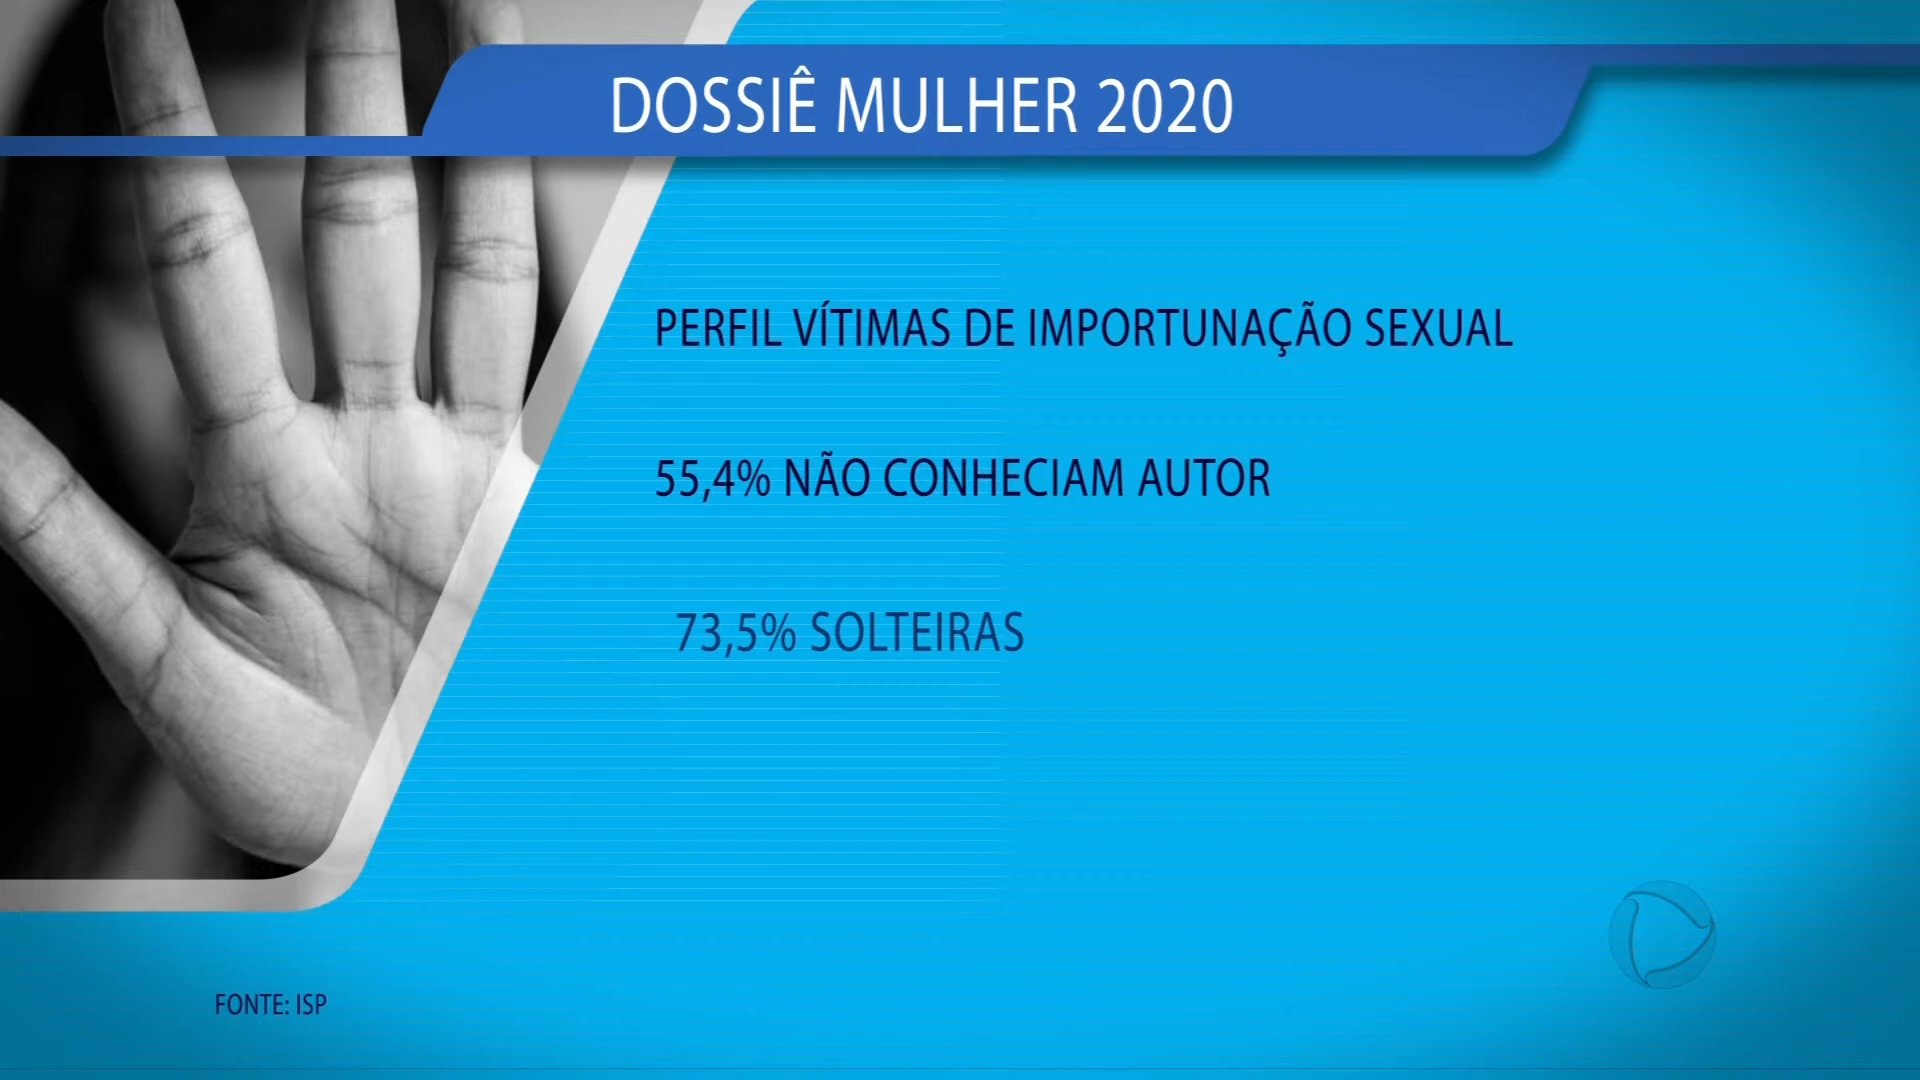 DOSSIÊ MULHER 2020
PERFIL VÍTIMAS DE IMPORTUNAÇÃO SEXUAL
55,4% NÃO CONHECIAM AUTOR
73,5% SOLTEIRAS
FONTE: ISP